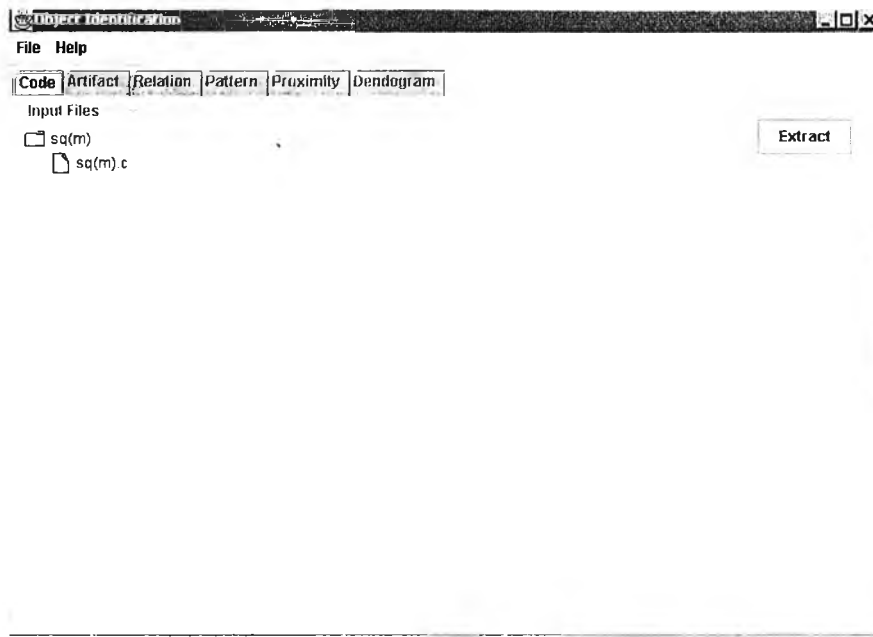 Object Identification
File Help
Code Artifact Relation Pattern Proximity Dendogram
Input Files
sq(m)
Extract
sq(m).c